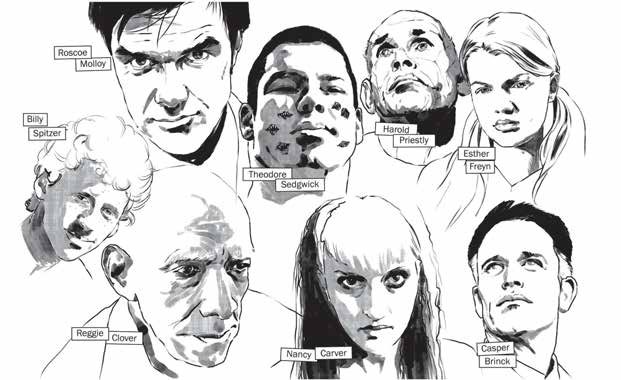 Roscoe
Molloy
Billy
Spitzer
Theodore
Sedgwick
Harold
Priestly
Esther
Freyn
Reggie
Clover
Nancy Carver
Casper
Brinck